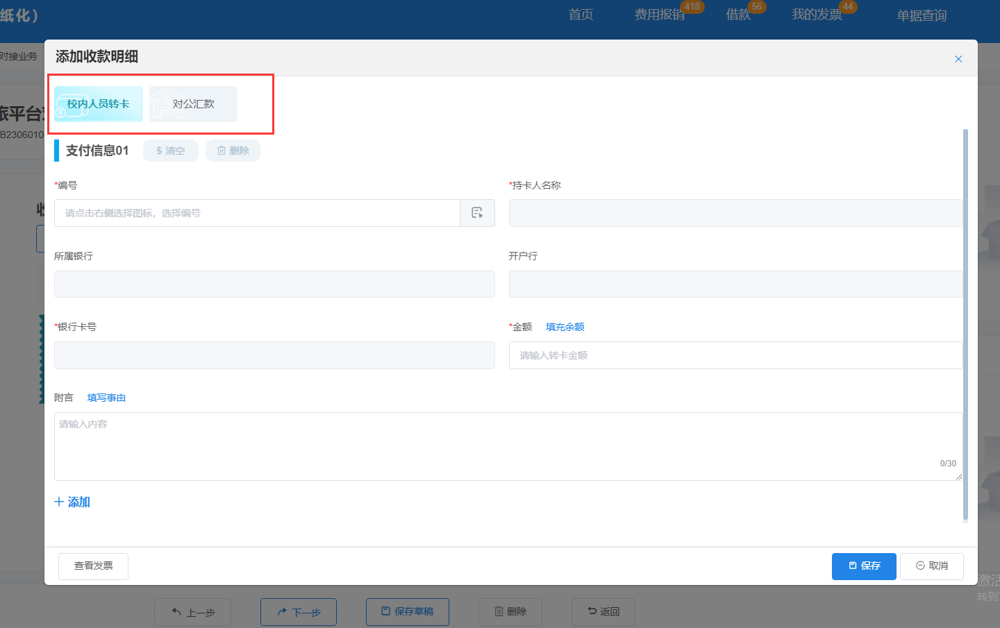 纸化）
首页
费用报销
418
借款
56
我的发票
44
单据查询
对接业务
添加收款明细
校内人员转卡
对公汇款
旅平台
B2306010
支付信息01
$ 清空
删除
*编号
*持卡人名称
请点击右侧选择图标，选择编号
收
所属银行
开户行
*银行卡号
*金额
填充余额
请输入转卡金额
附言
填写事由
请输入内容
0/30
添加
查看发票
保存
取消
激活
转到
上一步
下一步
保存草稿
删除
返回